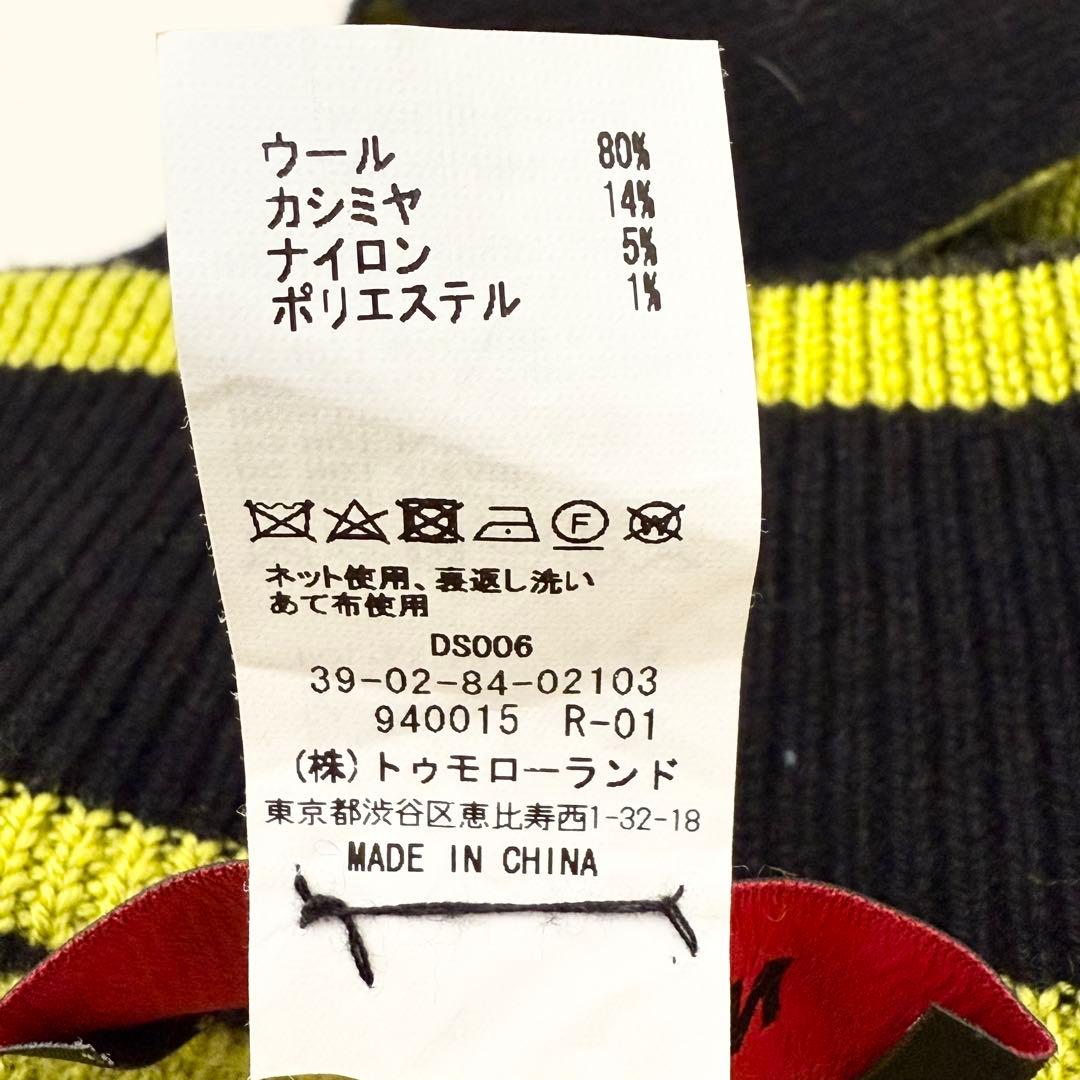 ウール 80%
カシミヤ 14%
ナイロン 5%
ポリエステル 1%
F W
ネット使用、裏返し洗い
あて布使用
DS006
39-02-84-02103
940015 R-01
(株)トゥモローランド
東京都渋谷区恵比寿西1-32-18
MADE IN CHINA